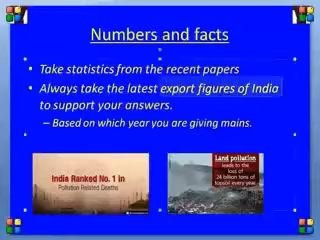 Numbers and facts
• Take statistics from the recent papers
• Always take the latest export figures of India
to support your answers.
– Based on which year you are giving mains.
India Ranked No. 1 in
Pollution Related Deaths
Land pollution
leads to the
loss of
24 billion tons of
topsoil every year